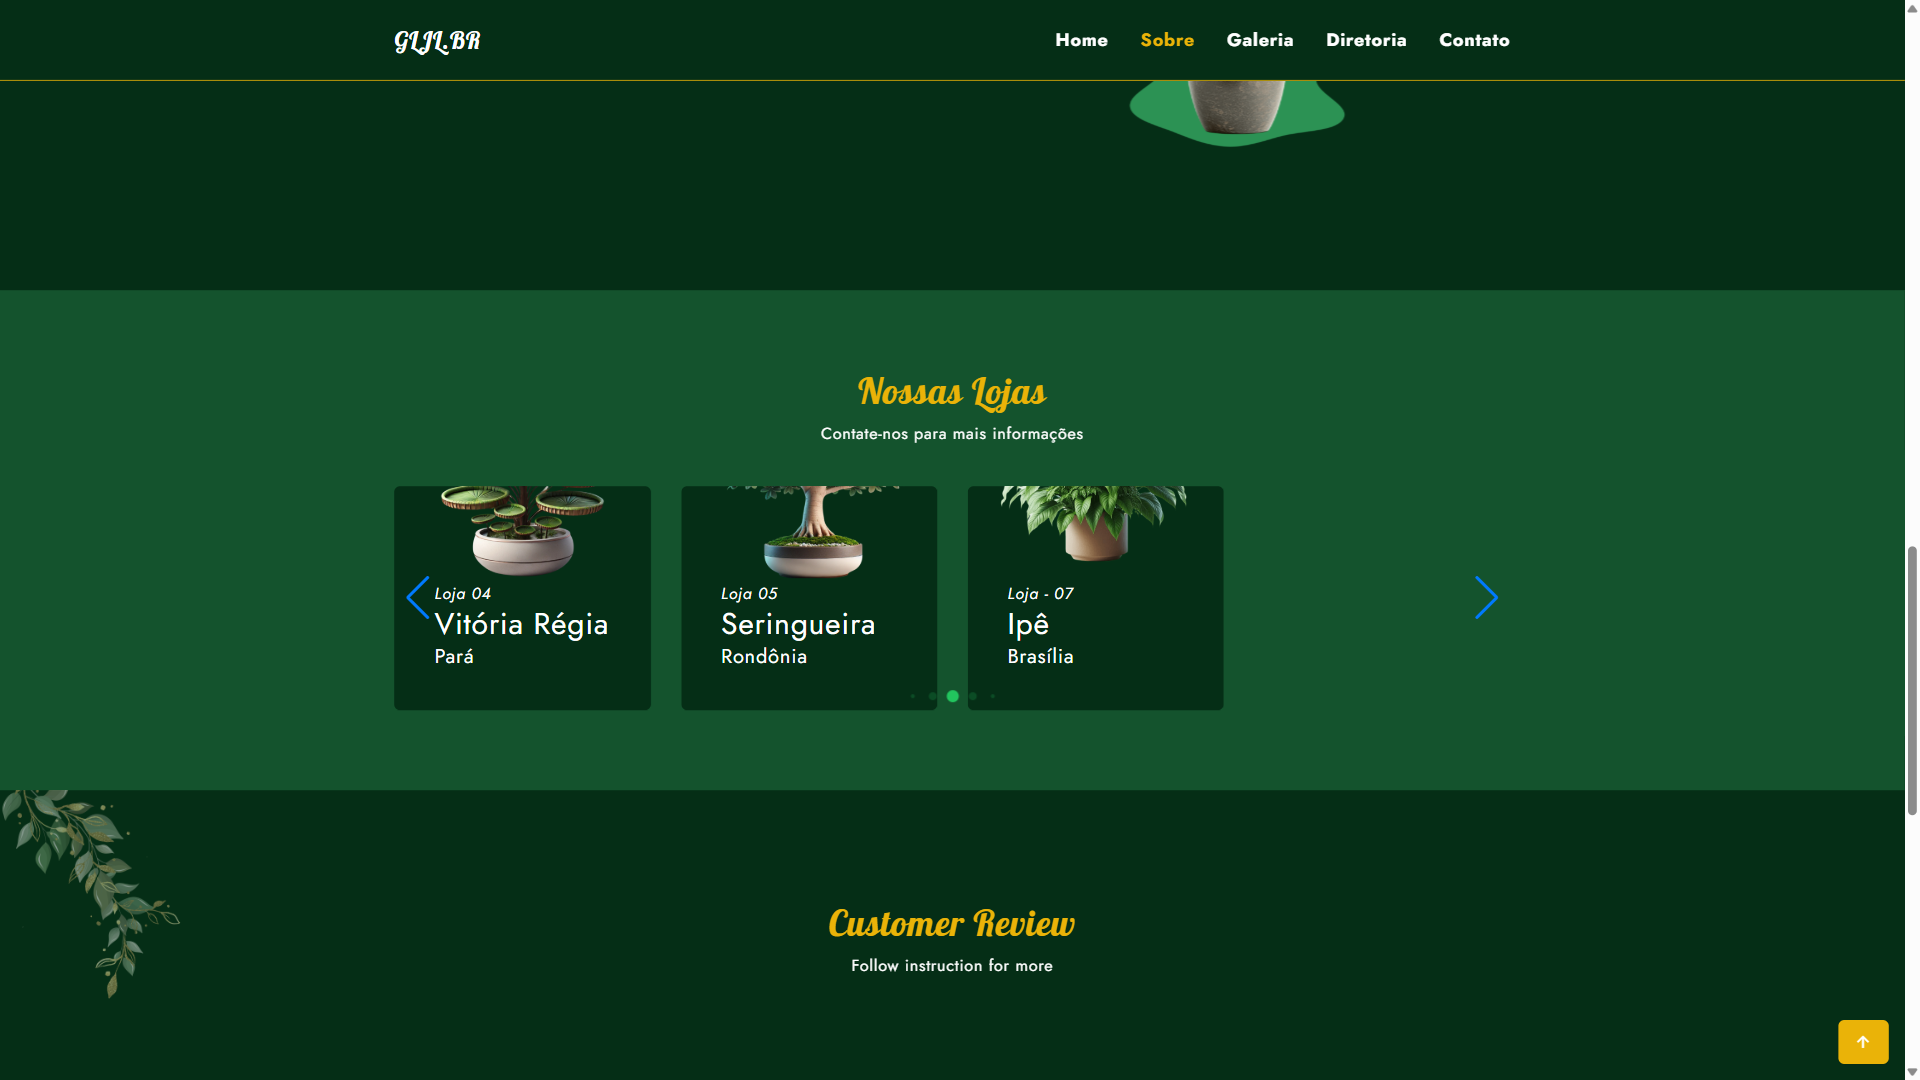 GLJL.BR
Home Sobre Galeria Diretoria Contato
Nossas Lojas
Contate-nos para mais informações
Loja 04
Vitória Régia
Pará
Loja 05
Seringueira
Rondônia
Loja - 07
Ipê
Brasília
Customer Review
Follow instruction for more